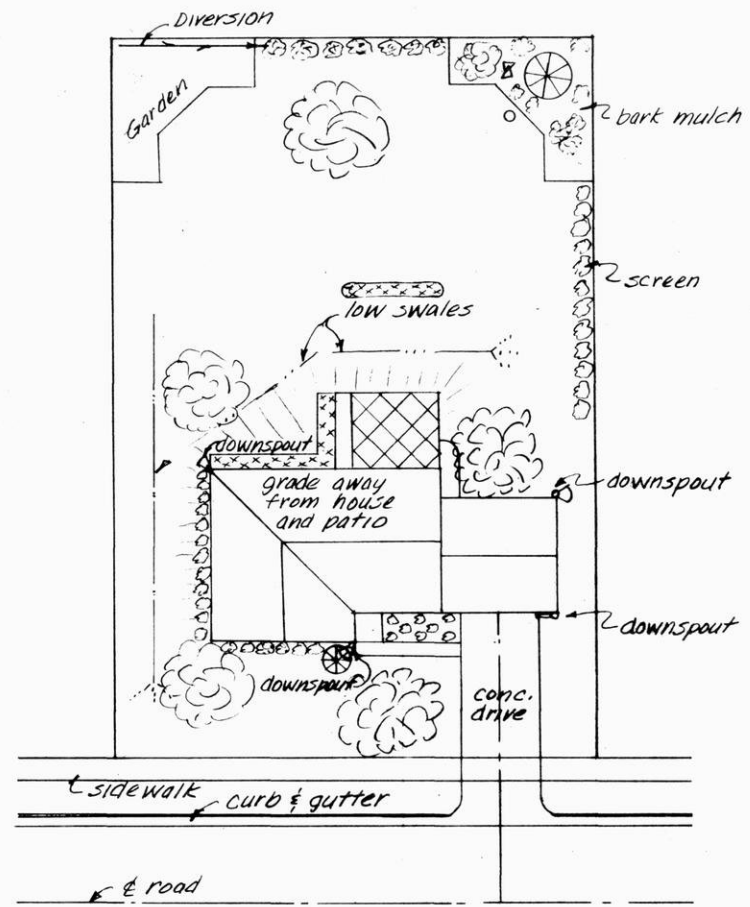 DIVERSION
Garden
bark mulch
screen
low swales
downspout
grade away
from house
and patio
downspout
downspout
downspout
conc.
drive
sidewalk
curb & gutter
℄ road